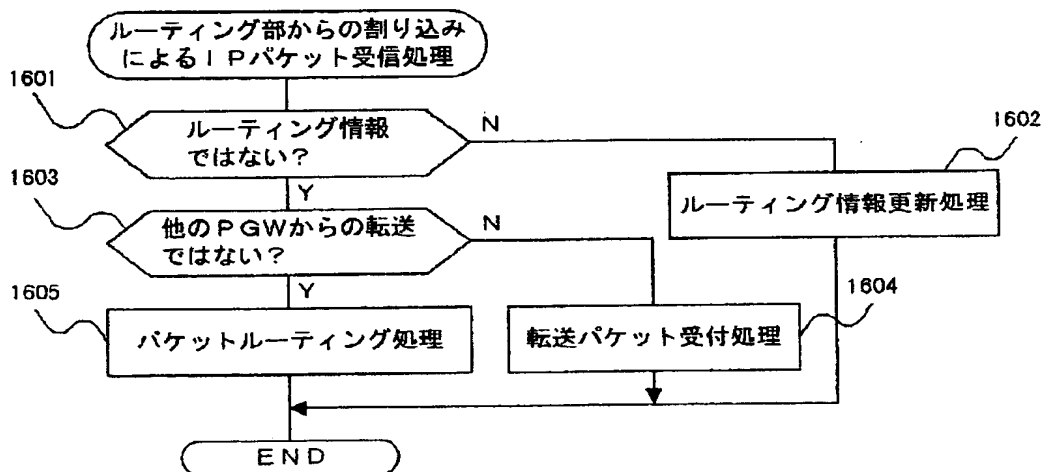 ルーティング部からの割り込み
によるIPパケット受信処理
1601
ルーティング情報
ではない?
N
1602
Y
ルーティング情報更新処理
1603
他のPGWからの転送
ではない?
N
Y
1604
1605
パケットルーティング処理
転送パケット受付処理
END